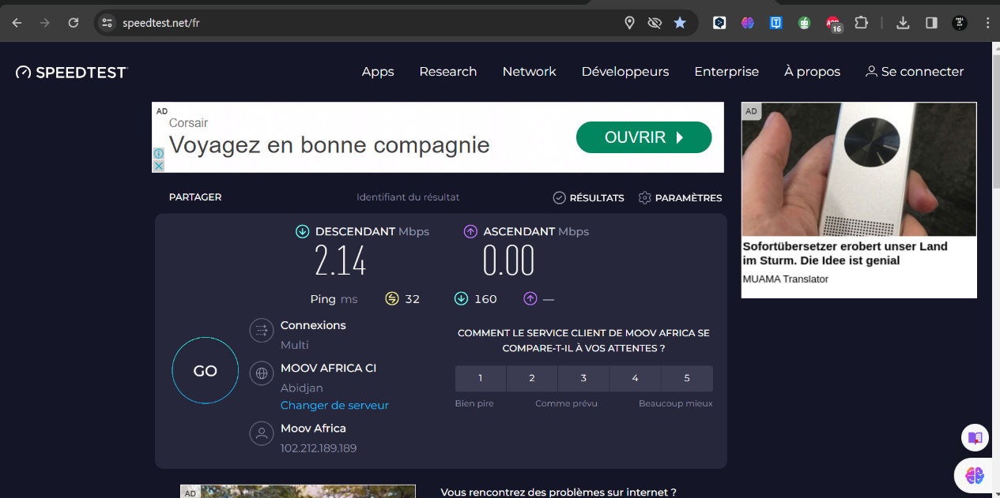 speedtest.net/fr
16
SPEEDTEST
Apps Research Network Développeurs Enterprise À propos Se connecter
AD
Corsair
Voyagez en bonne compagnie
OUVRIR
AD
Sofortübersetzer erobert unser Land
im Sturm. Die Idee ist genial
MUAMA Translator
PARTAGER Identifiant du résultat RÉSULTATS PARAMÈTRES
DESCENDANT Mbps ASCENDANT Mbps
2.14 0.00
Ping ms 32 160 —
GO
Connexions
Multi
MOOV AFRICA CI
Abidjan
Changer de serveur
Moov Africa
102.212.189.189
COMMENT LE SERVICE CLIENT DE MOOV AFRICA SE
COMPARE-T-IL À VOS ATTENTES ?
1 2 3 4 5
Bien pire Comme prévu Beaucoup mieux
AD
Vous rencontrez des problèmes sur internet ?